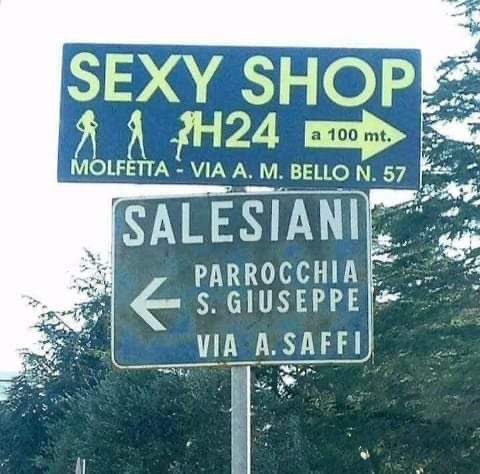 SEXY SHOP
H24 a 100 mt.
MOLFETTA - VIA A. M. BELLO N. 57
SALESIANI
PARROCCHIA
S. GIUSEPPE
VIA A. SAFFI